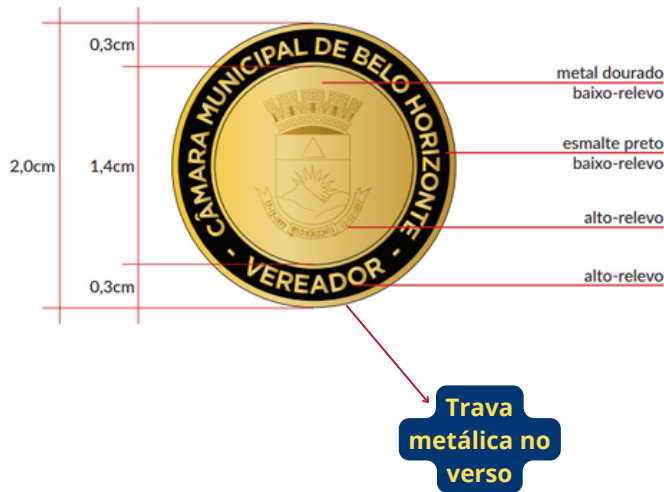 0,3cm
2,0cm
1,4cm
0,3cm
CÂMARA MUNICIPAL DE BELO HORIZONTE
- VEREADOR -
metal dourado
baixo-relevo
esmalte preto
baixo-relevo
alto-relevo
alto-relevo
Trava
metálica no
verso